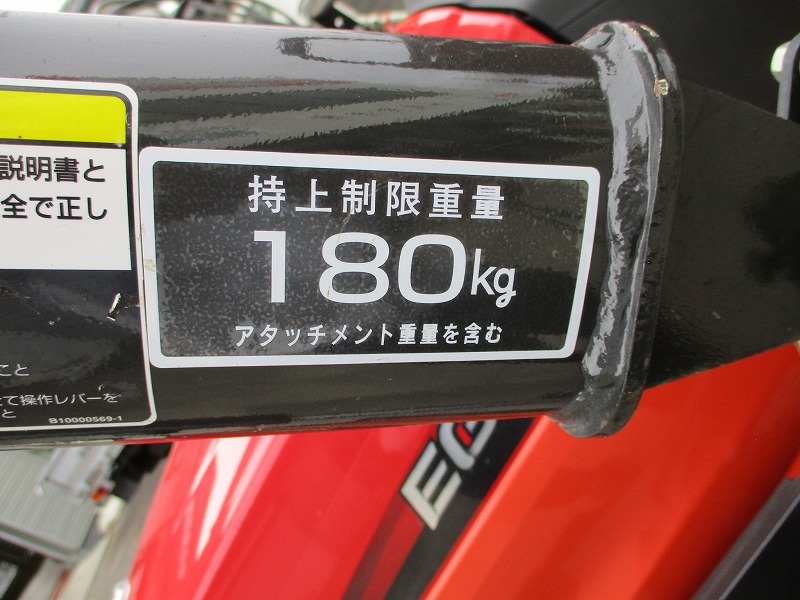 説明書と
全で正し
こと
たて操作レバーを
と
B10000569-1
持上制限重量
180kg
アタッチメント重量を含む